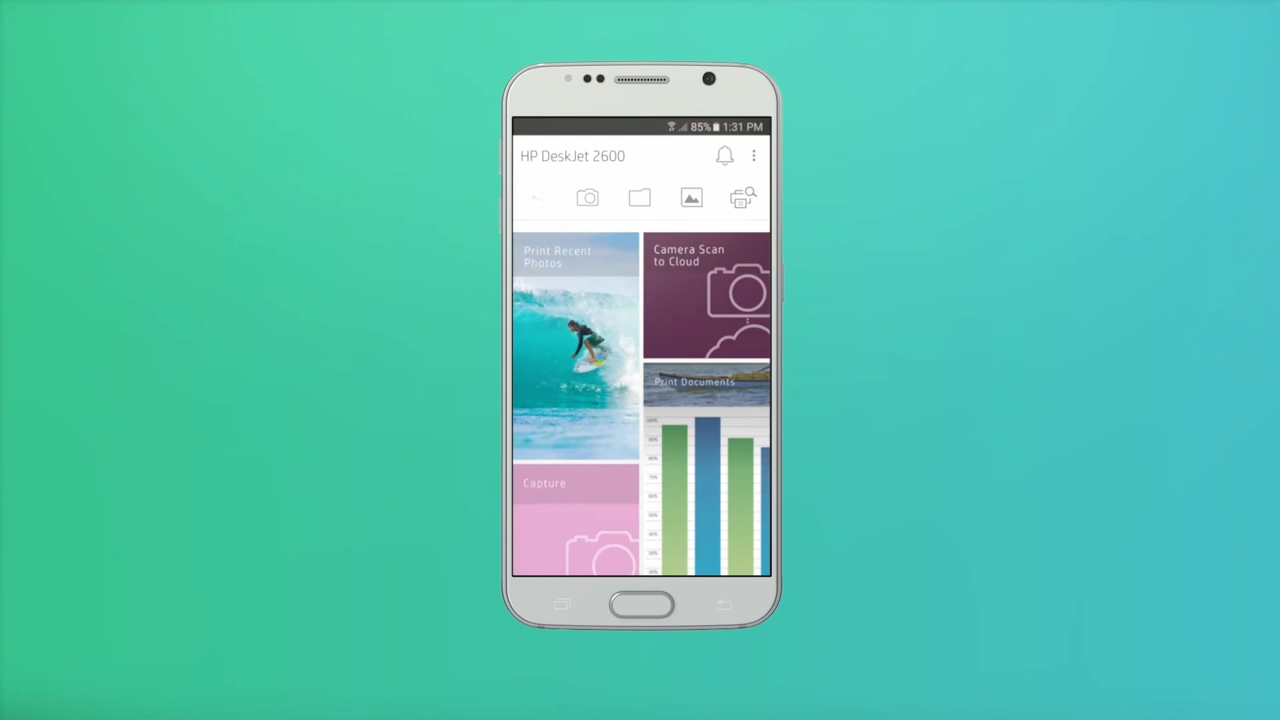 85% 1:31 PM
HP DeskJet 2600
Print Recent
Photos
Camera Scan
to Cloud
Print Documents
Capture